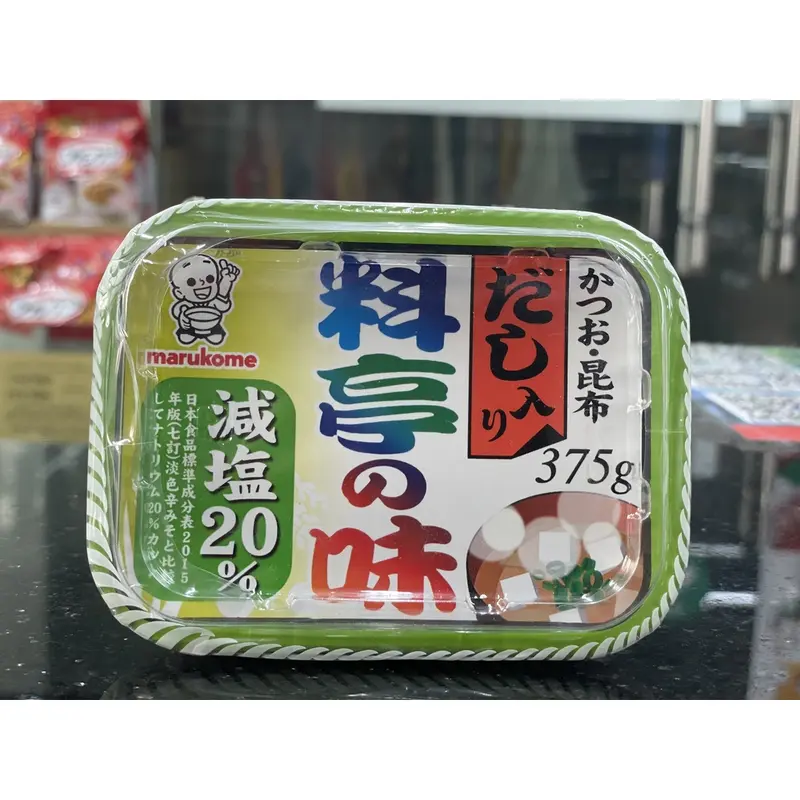 かつお・昆布
だし入り
375g
料亭の味
marukome
減塩20%
日本食品標準成分表2015
年版(七訂)淡色辛みそと比
してナトリウム20%カ